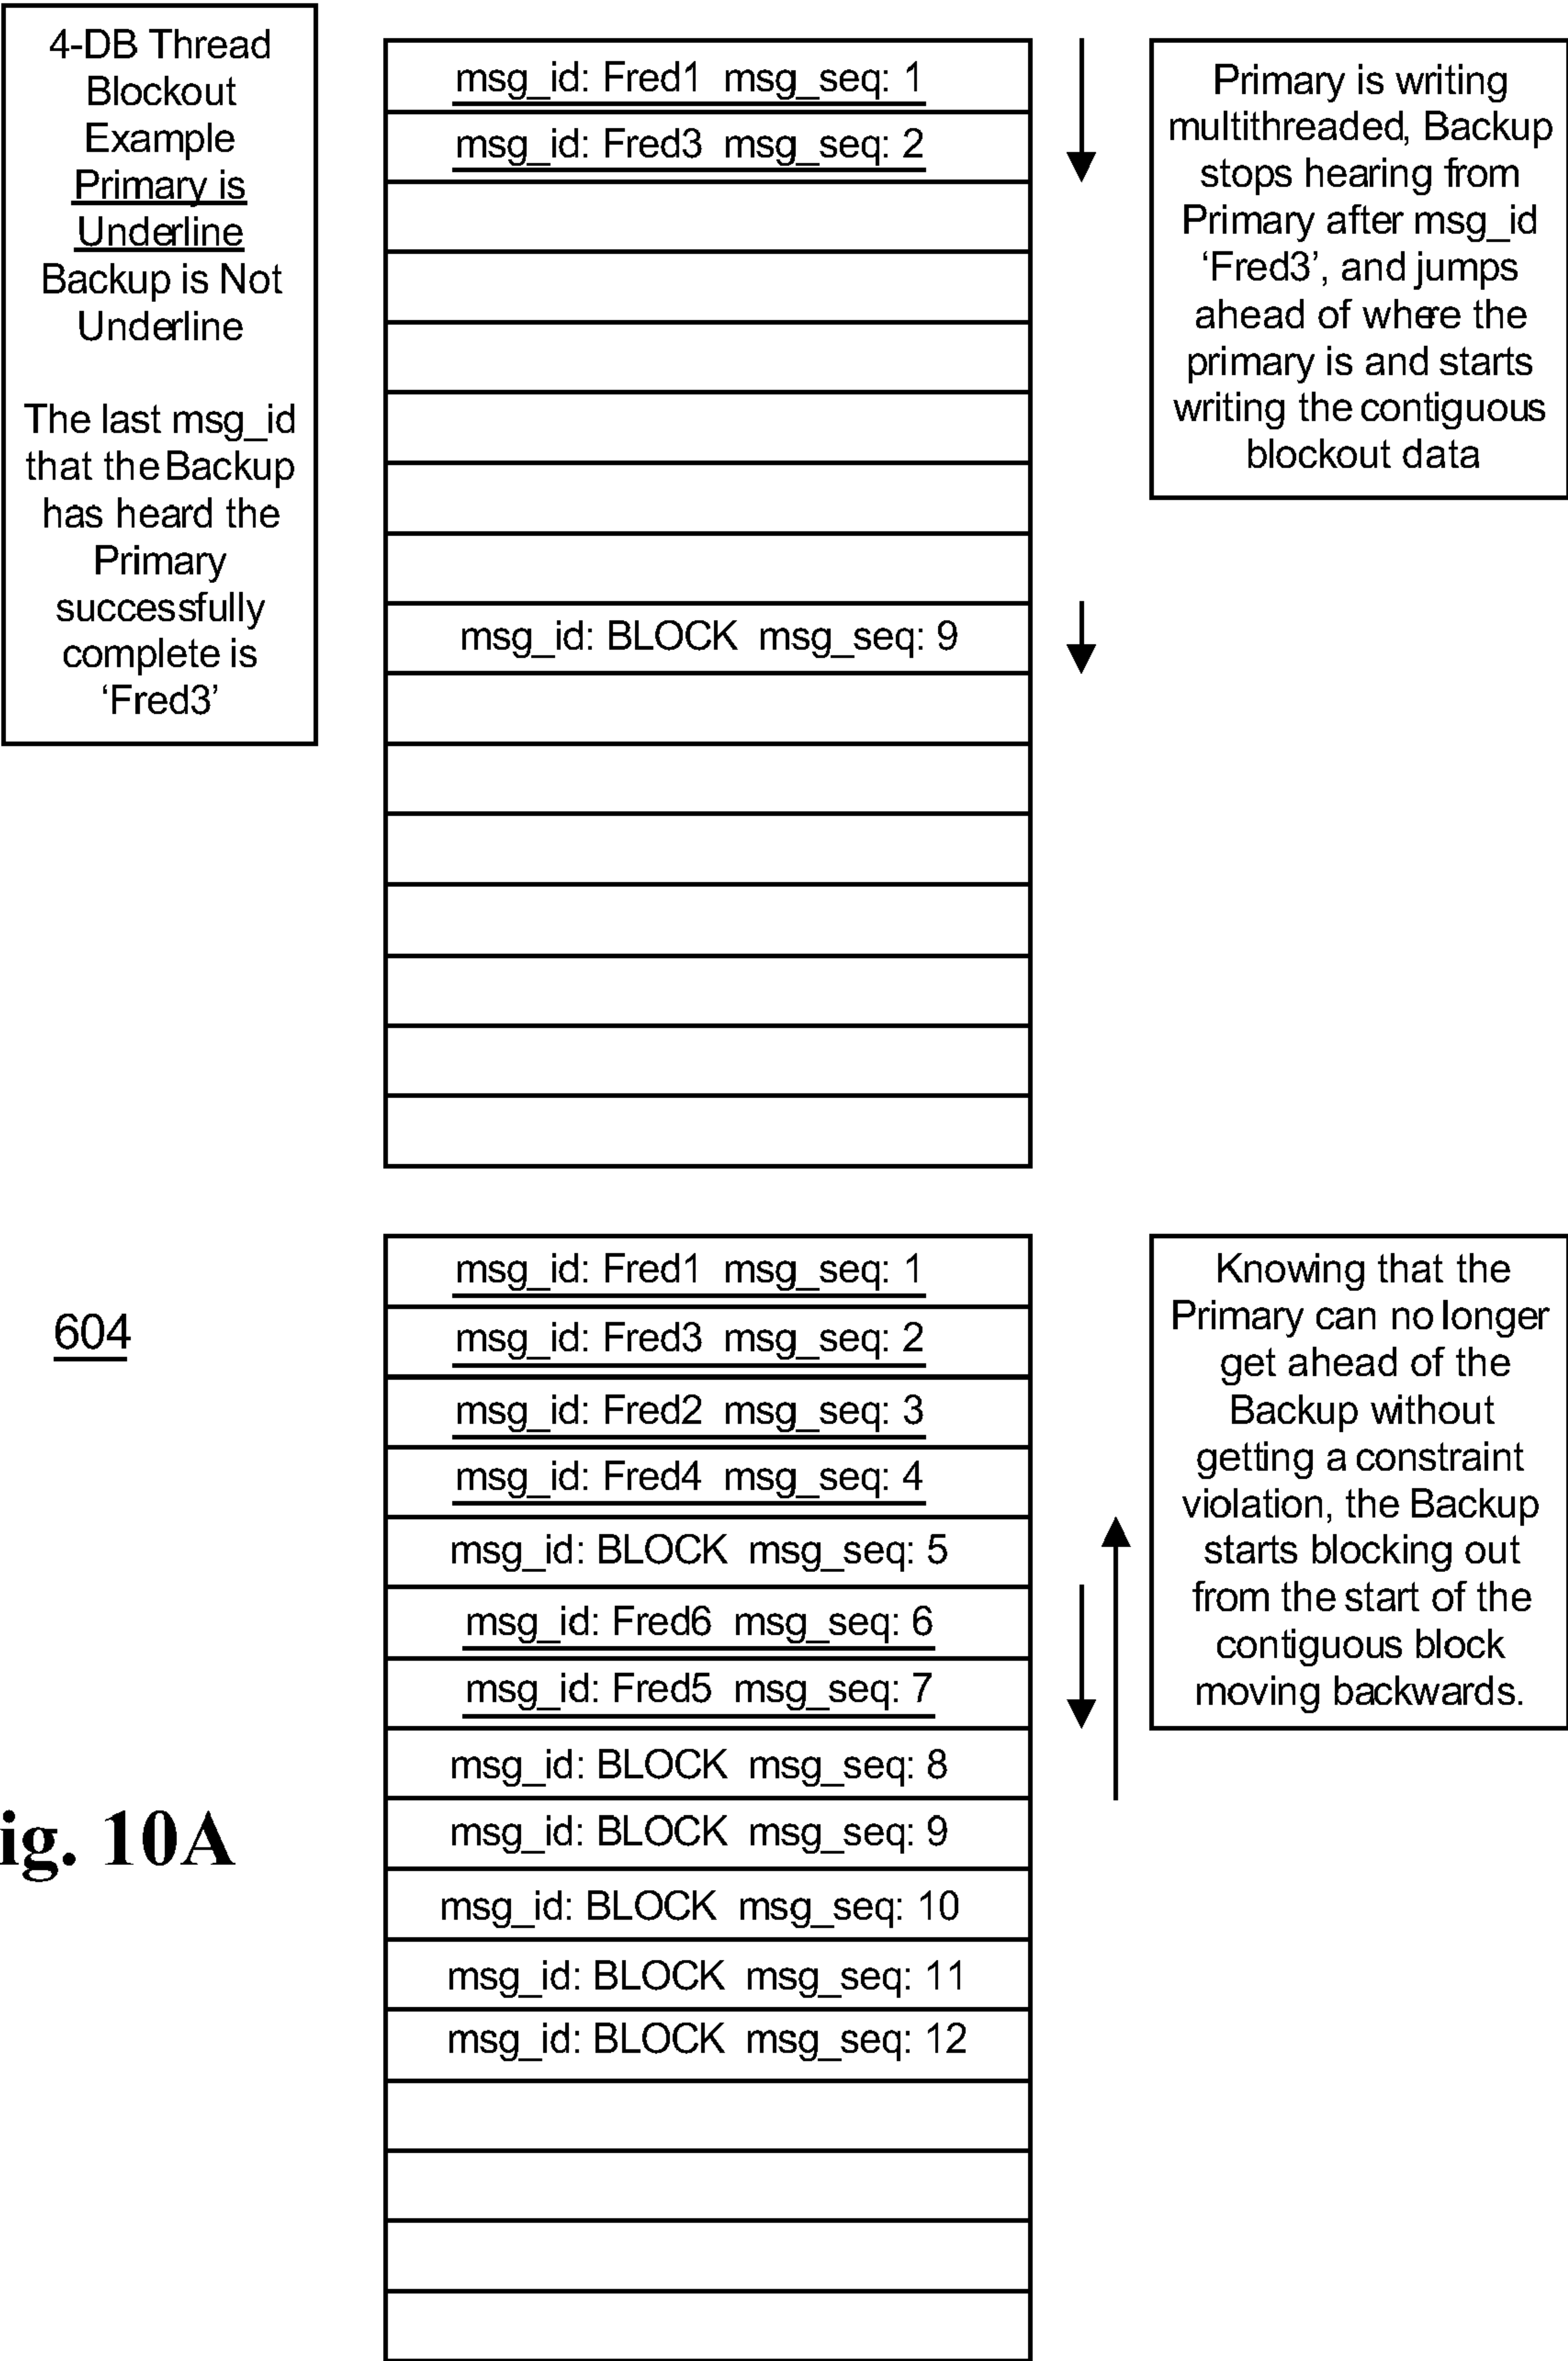 4-DB Thread
Blockout
Example
Primary is
Underline
Backup is Not
Underline
The last msg_id
that the Backup
has heard the
Primary
successfully
complete is
‘Fred3’
msg_id: Fred1 msg_seq: 1
msg_id: Fred3 msg_seq: 2
msg_id: BLOCK msg_seq: 9
Primary is writing
multithreaded, Backup
stops hearing from
Primary after msg_id
‘Fred3’, and jumps
ahead of where the
primary is and starts
writing the contiguous
blockout data
604
msg_id: Fred1 msg_seq: 1
msg_id: Fred3 msg_seq: 2
msg_id: Fred2 msg_seq: 3
msg_id: Fred4 msg_seq: 4
msg_id: BLOCK msg_seq: 5
msg_id: Fred6 msg_seq: 6
msg_id: Fred5 msg_seq: 7
msg_id: BLOCK msg_seq: 8
msg_id: BLOCK msg_seq: 9
msg_id: BLOCK msg_seq: 10
msg_id: BLOCK msg_seq: 11
msg_id: BLOCK msg_seq: 12
Knowing that the
Primary can no longer
get ahead of the
Backup without
getting a constraint
violation, the Backup
starts blocking out
from the start of the
contiguous block
moving backwards.
ig. 10A